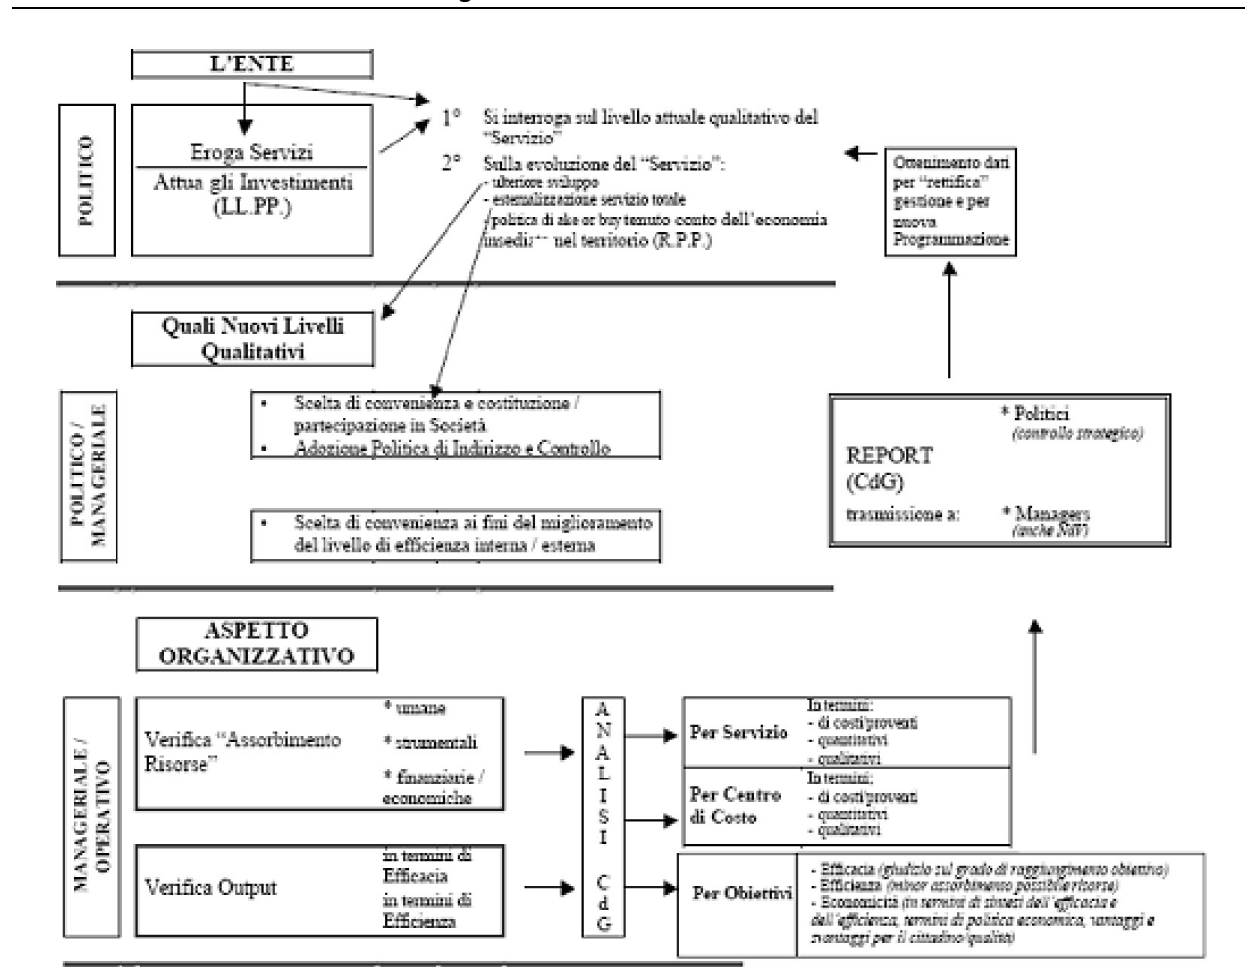 L'ENTE
POLITICO
Eroga Servizi
Attua gli Investimenti
(LL.PP.)
1° Si interroga sul livello attuale qualitativo del
"Servizio"
2° Sulla evoluzione del "Servizio":
- ulteriore sviluppo
- esternalizzazione servizio totale
- politica di ake or buy tenuto conto dell'economia
nel territorio (R.P.P.)
Ottenimento dati
per "rettifica"
gestione e per
nuova
Programmazione
Quali Nuovi Livelli
Qualitativi
POLITICO /
MANAGERIALE
• Scelta di convenienza e costituzione /
partecipazione in Società
• Adozione Politica di Indirizzo e Controllo
• Scelta di convenienza ai fini del miglioramento
del livello di efficienza interna / esterna
REPORT
(CdG)
trasmissione a:
* Politici
(controllo strategico)
* Managers
(anche NdV)
ASPETTO
ORGANIZZATIVO
MANAGERIALE /
OPERATIVO
Verifica "Assorbimento
Risorse"
* umane
* strumentali
* finanziarie /
economiche
Verifica Output
in termini di
Efficacia
in termini di
Efficienza
ANALISI CdG
Per Servizio
In termini:
- di costi/proventi
- quantitativi
- qualitativi
Per Centro
di Costo
In termini:
- di costi/proventi
- quantitativi
- qualitativi
Per Obiettivi
- Efficacia (giudizio sul grado di raggiungimento obiettivo)
- Efficienza (minor assorbimento possibile risorse)
- Economicità (in termini di sintesi dell'efficacia e
dell'efficienza, termini di politica economica, vantaggi e
svantaggi per il cittadino/qualità)